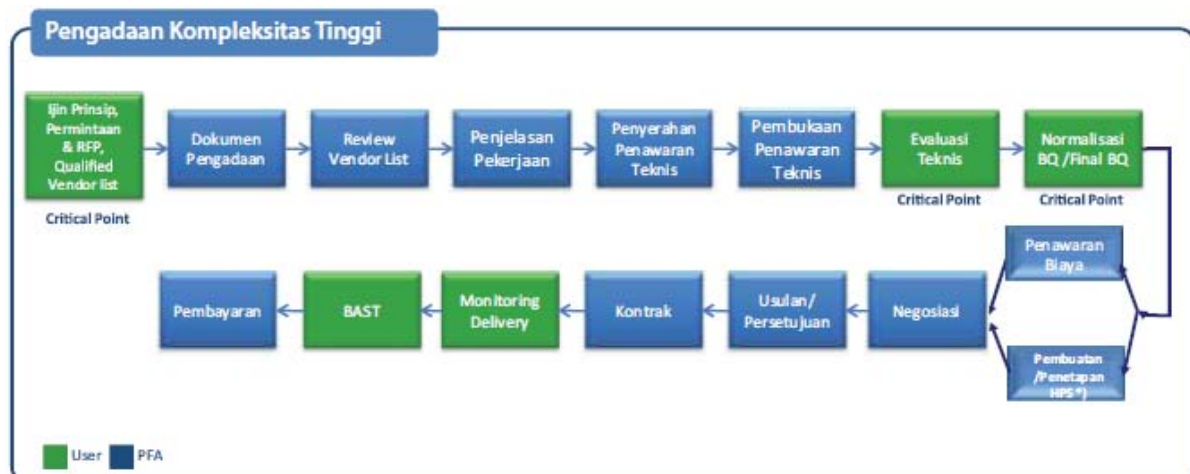 Pengadaan Kompleksitas Tinggi
Ijin Prinsip,
Permintaan
& RFP,
Qualified
Vendor list
Critical Point
Dokumen
Pengadaan
Review
Vendor List
Penjelasan
Pekerjaan
Penyerahan
Penawaran
Teknis
Pembukaan
Penawaran
Teknis
Evaluasi
Teknis
Critical Point
Normalisasi
BQ /Final BQ
Critical Point
Penawaran
Biaya
Pembuatan
/Penetapan
HPS*)
Negosiasi
Usulan/
Persetujuan
Kontrak
Monitoring
Delivery
BAST
Pembayaran
User
PFA